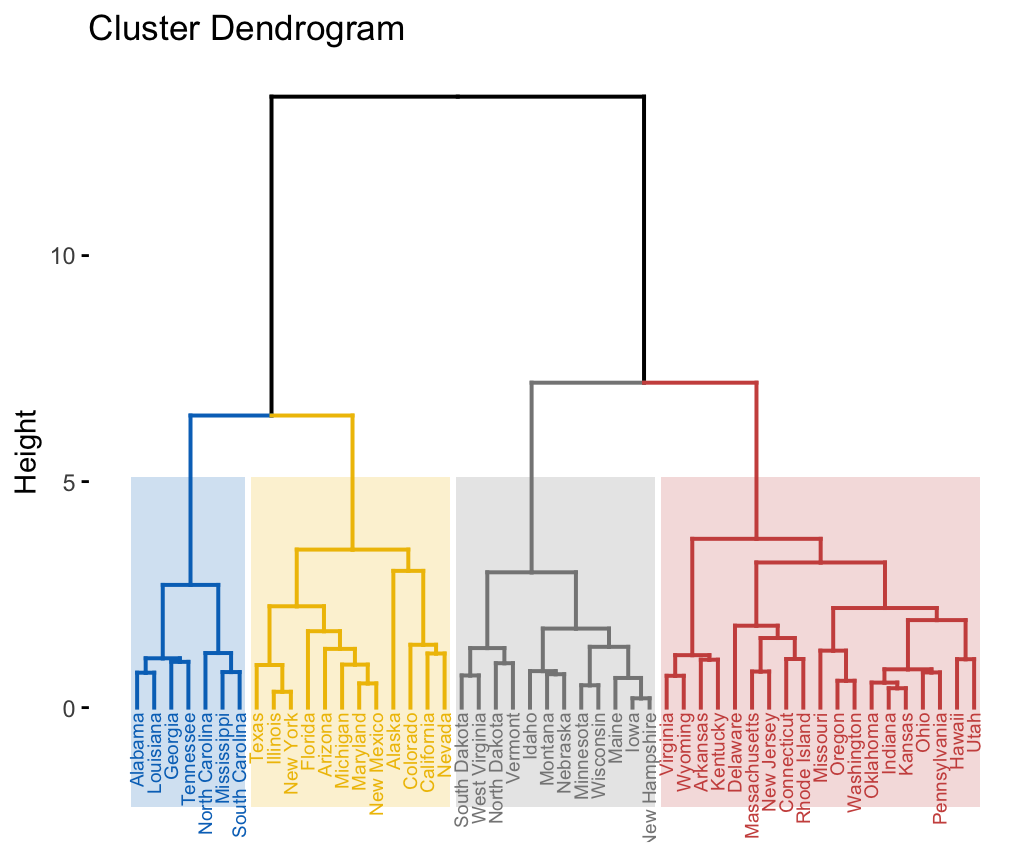 Cluster Dendrogram
10
5
0
Height
Alabama
Louisiana
Georgia
Tennessee
North Carolina
Mississippi
South Carolina
Texas
Illinois
New York
Florida
Arizona
Michigan
Maryland
New Mexico
Alaska
Colorado
California
Nevada
South Dakota
West Virginia
North Dakota
Vermont
Idaho
Montana
Nebraska
Minnesota
Wisconsin
Maine
Iowa
New Hampshire
Virginia
Wyoming
Arkansas
Kentucky
Delaware
Massachusetts
New Jersey
Connecticut
Rhode Island
Missouri
Oregon
Washington
Oklahoma
Indiana
Kansas
Ohio
Pennsylvania
Hawaii
Utah